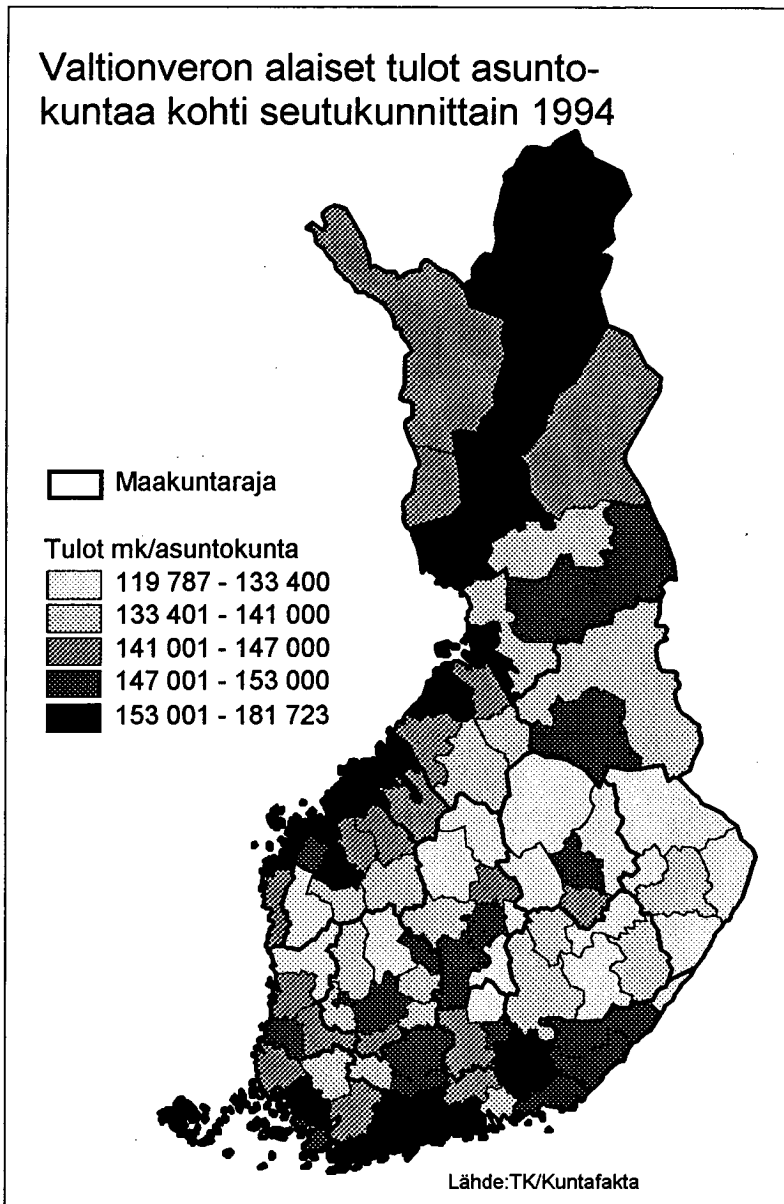 Valtionveron alaiset tulot asunto-
kuntaa kohti seutukunnittain 1994
Maakuntaraja
Tulot mk/asuntokunta
119 787 - 133 400
133 401 - 141 000
141 001 - 147 000
147 001 - 153 000
153 001 - 181 723
Lähde:TK/Kuntafakta